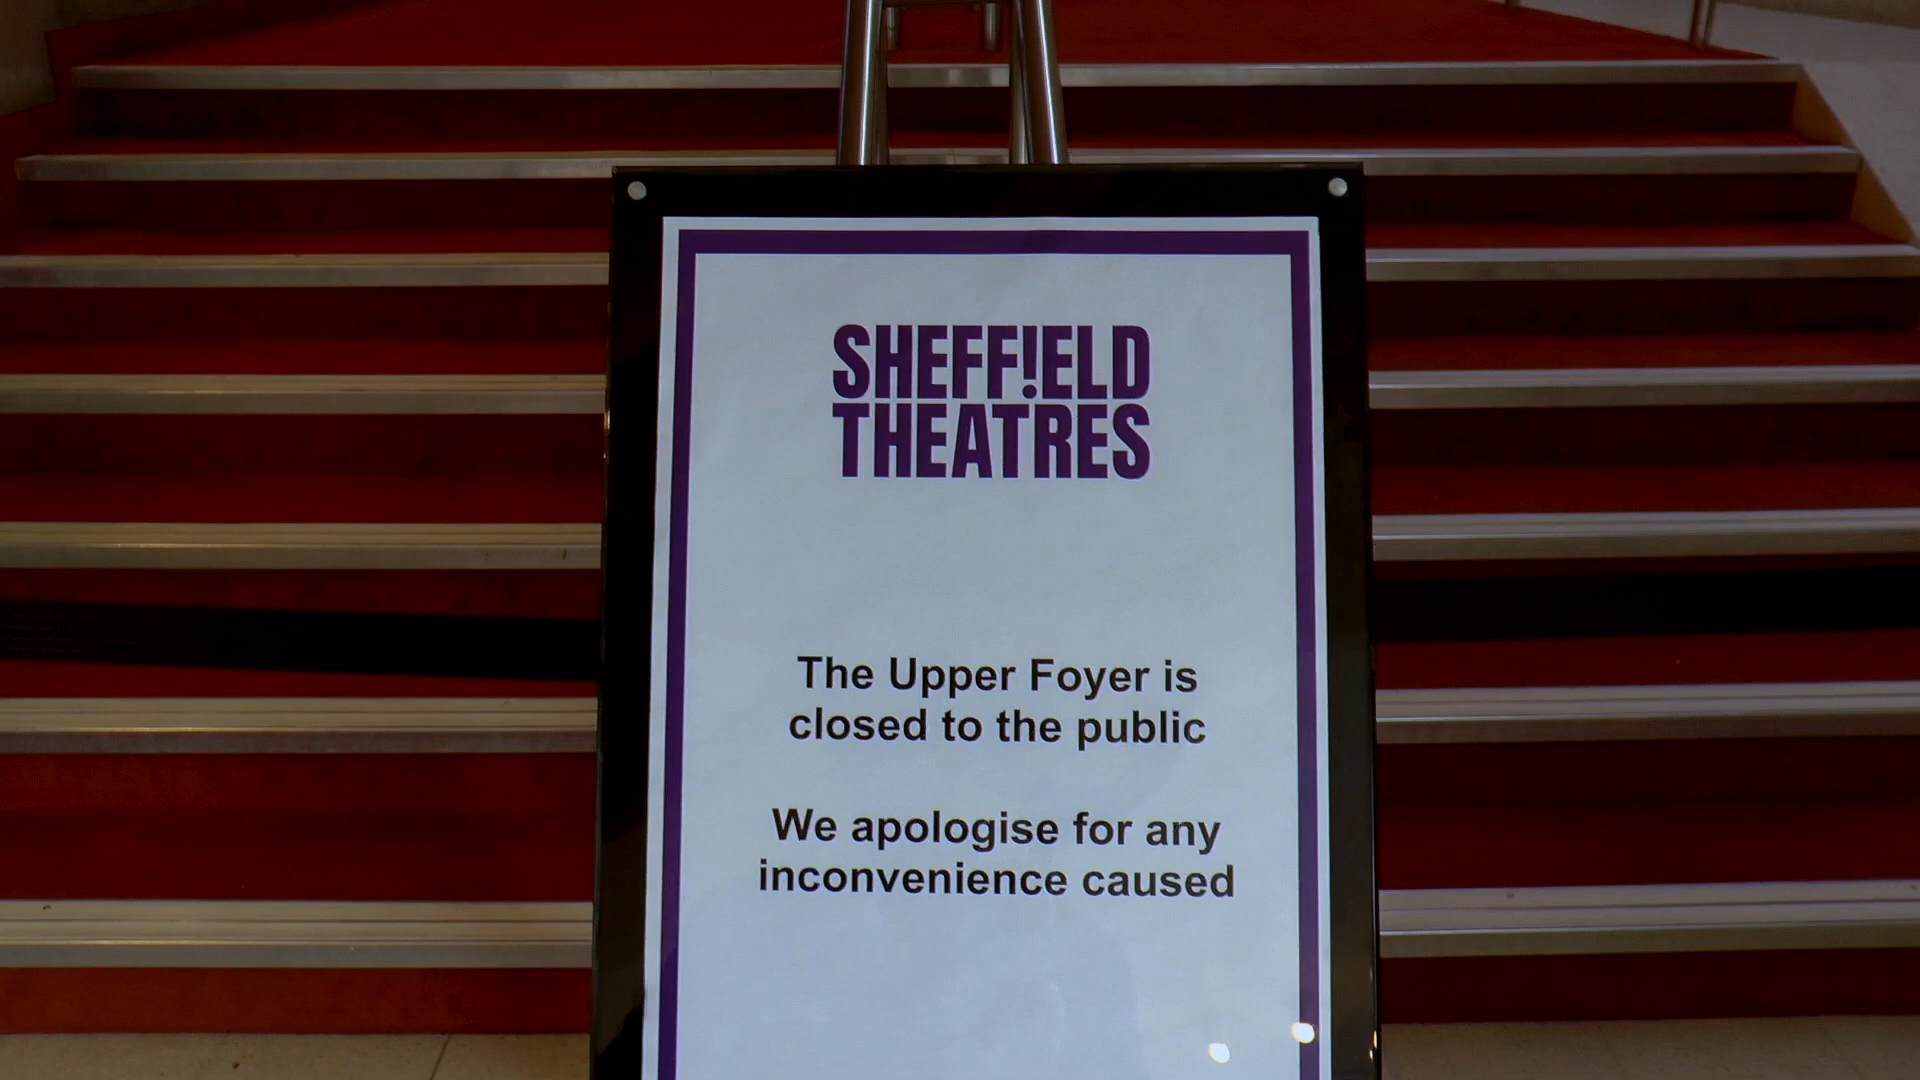 SHEFF!ELD
THEATRES
The Upper Foyer is
closed to the public
We apologise for any
inconvenience caused